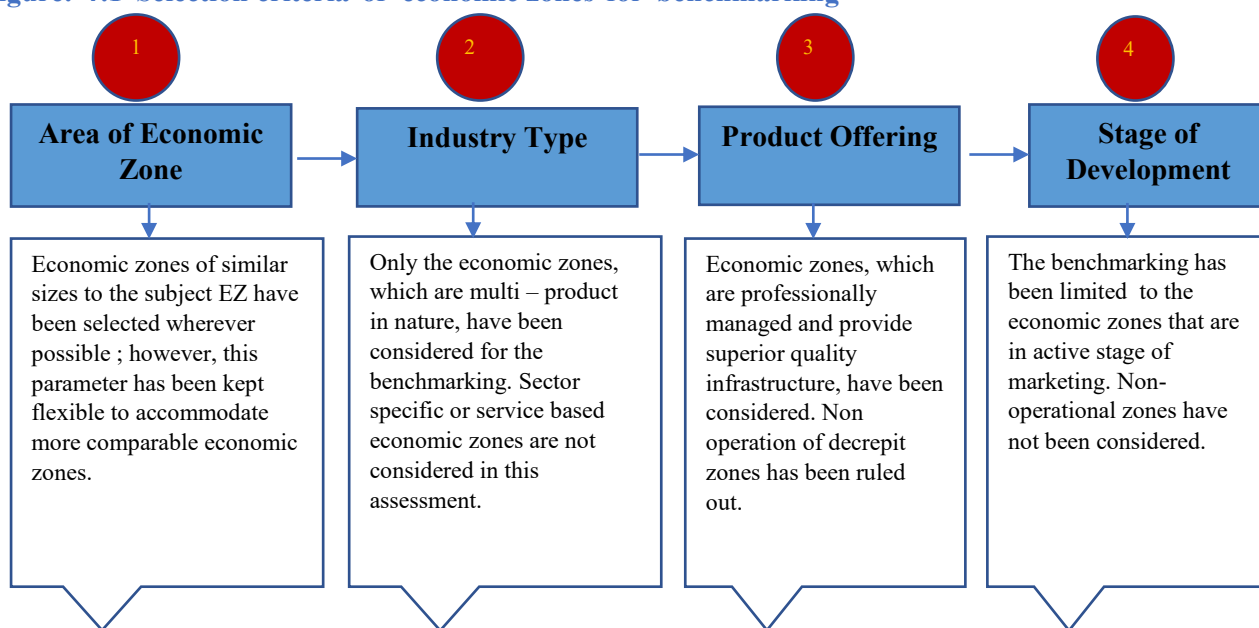 1
2
3
4
Area of Economic
Zone
Industry Type
Product Offering
Stage of
Development
Economic zones of similar
sizes to the subject EZ have
been selected wherever
possible ; however, this
parameter has been kept
flexible to accommodate
more comparable economic
zones.
Only the economic zones,
which are multi – product
in nature, have been
considered for the
benchmarking. Sector
specific or service based
economic zones are not
considered in this
assessment.
Economic zones, which
are professionally
managed and provide
superior quality
infrastructure, have been
considered. Non
operation of decrepit
zones has been ruled
out.
The benchmarking has
been limited to the
economic zones that are
in active stage of
marketing. Non-
operational zones have
not been considered.